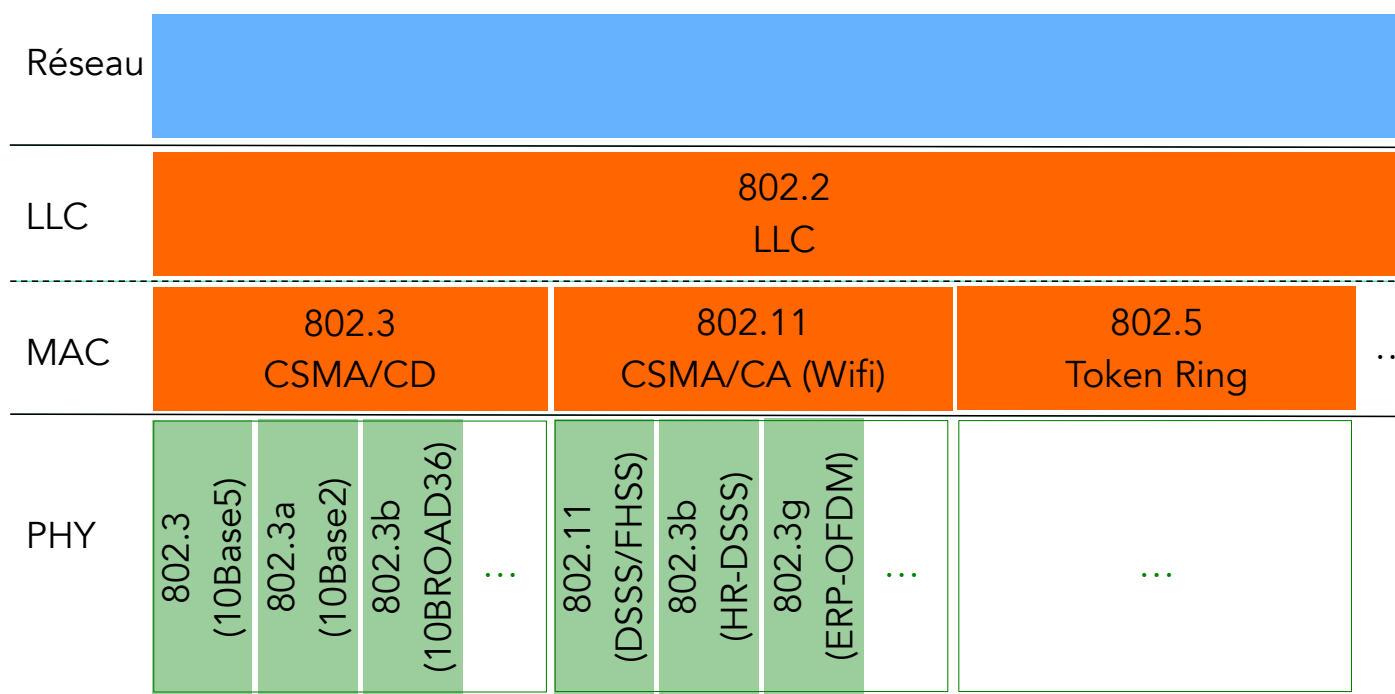 Réseau
LLC
802.2
LLC
MAC
802.3
CSMA/CD
802.11
CSMA/CA (Wifi)
802.5
Token Ring
…
PHY
802.3
(10Base5)
802.3a
(10Base2)
802.3b
(10BROAD36)
…
802.11
(DSSS/FHSS)
802.3b
(HR-DSSS)
802.3g
(ERP-OFDM)
…
…